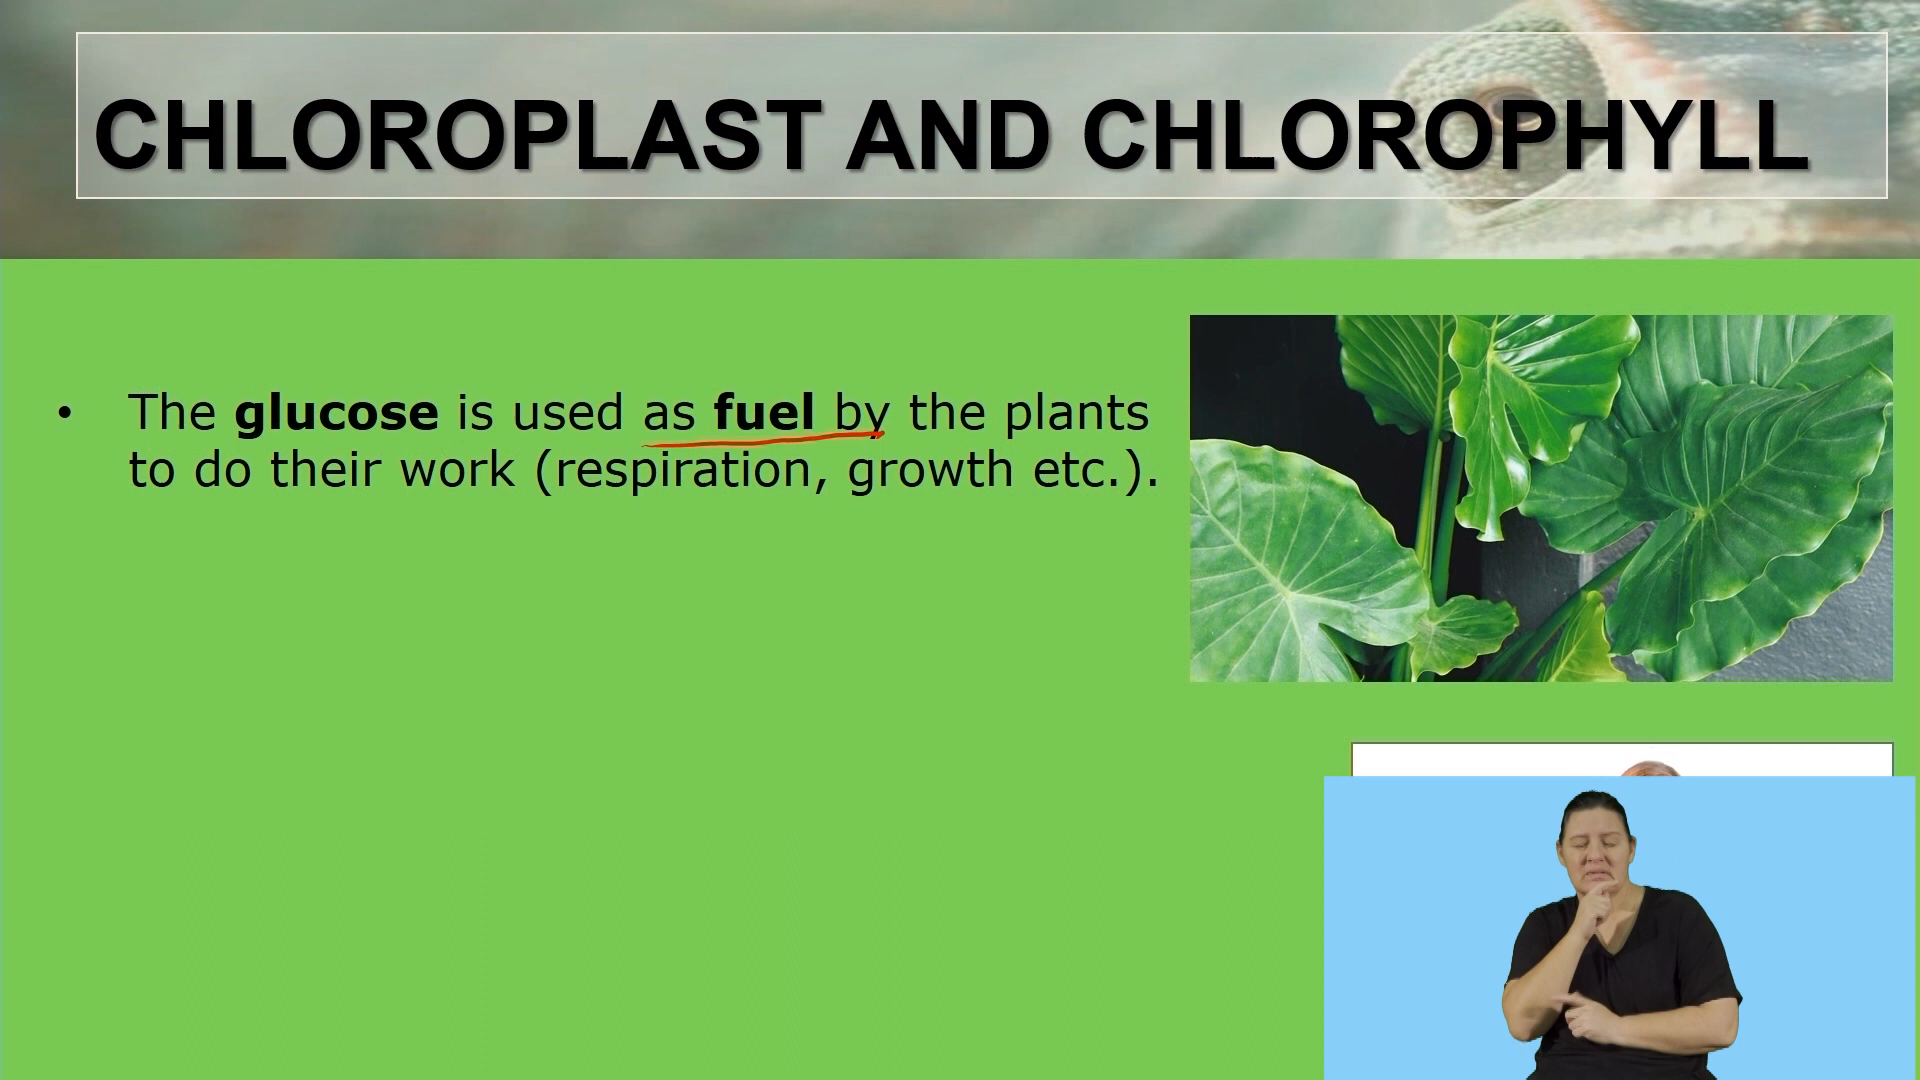 CHLOROPLAST AND CHLOROPHYLL
• The glucose is used as fuel by the plants
to do their work (respiration, growth etc.).